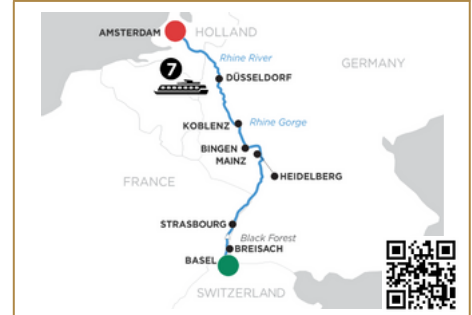 AMSTERDAM
HOLLAND
Rhine River
7
GERMANY
DÜSSELDORF
KOBLENZ
Rhine Gorge
BINGEN
MAINZ
HEIDELBERG
FRANCE
STRASBOURG
Black Forest
BREISACH
BASEL
SWITZERLAND